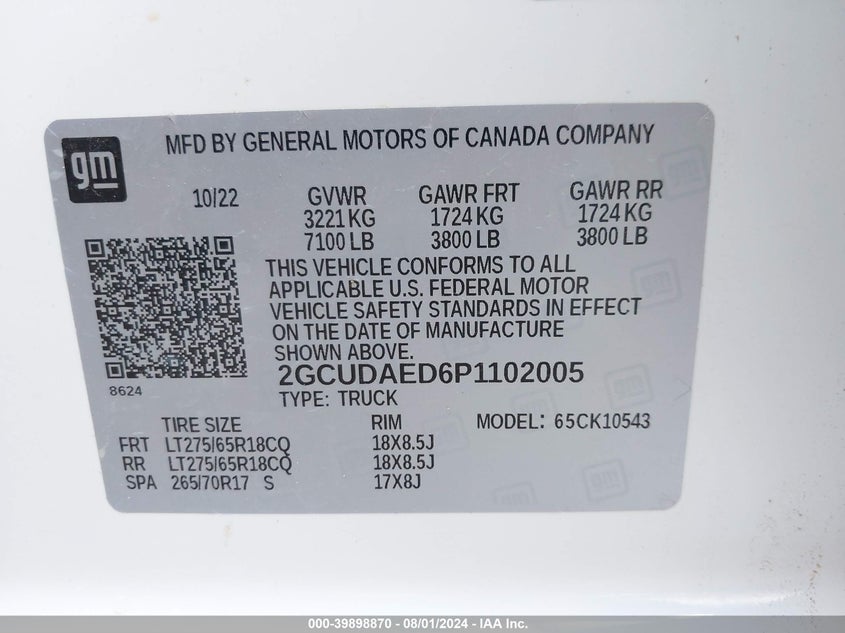 gm
MFD BY GENERAL MOTORS OF CANADA COMPANY
10/22 GVWR GAWR FRT GAWR RR
3221 KG 1724 KG 1724 KG
7100 LB 3800 LB 3800 LB
THIS VEHICLE CONFORMS TO ALL
APPLICABLE U.S. FEDERAL MOTOR
VEHICLE SAFETY STANDARDS IN EFFECT
ON THE DATE OF MANUFACTURE
SHOWN ABOVE.
8624
2GCUDAED6P1102005
TYPE: TRUCK
TIRE SIZE RIM MODEL: 65CK10543
FRT LT275/65R18CQ 18X8.5J
RR LT275/65R18CQ 18X8.5J
SPA 265/70R17 S 17X8J
000-39898870 - 08/01/2024 - IAA Inc.